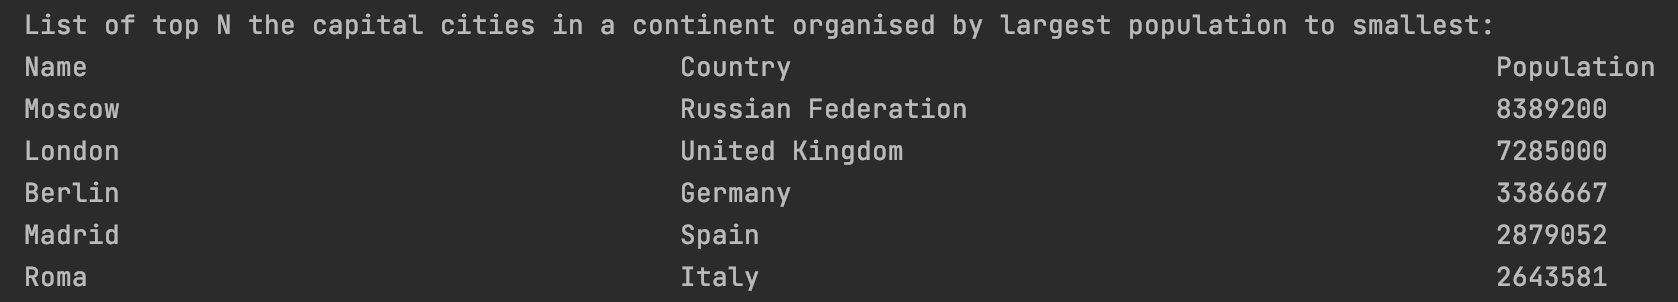 List of top N the capital cities in a continent organised by largest population to smallest:
Name Country Population
Moscow Russian Federation 8389200
London United Kingdom 7285000
Berlin Germany 3386667
Madrid Spain 2879052
Roma Italy 2643581